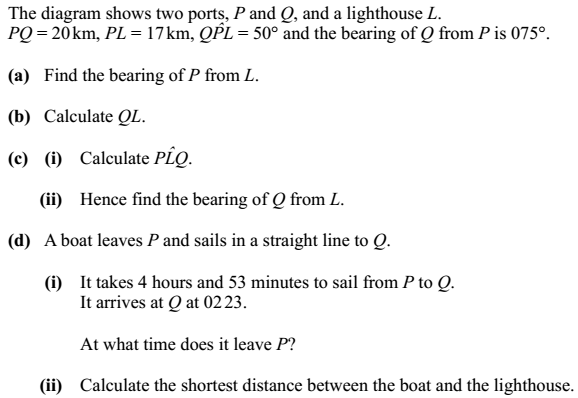 The diagram shows two ports, P and Q, and a lighthouse L.
PQ = 20 km, PL = 17 km, QP̂L = 50° and the bearing of Q from P is 075°.
(a) Find the bearing of P from L.
(b) Calculate QL.
(c) (i) Calculate PL̂Q.
(ii) Hence find the bearing of Q from L.
(d) A boat leaves P and sails in a straight line to Q.
(i) It takes 4 hours and 53 minutes to sail from P to Q.
It arrives at Q at 02 23.
At what time does it leave P?
(ii) Calculate the shortest distance between the boat and the lighthouse.